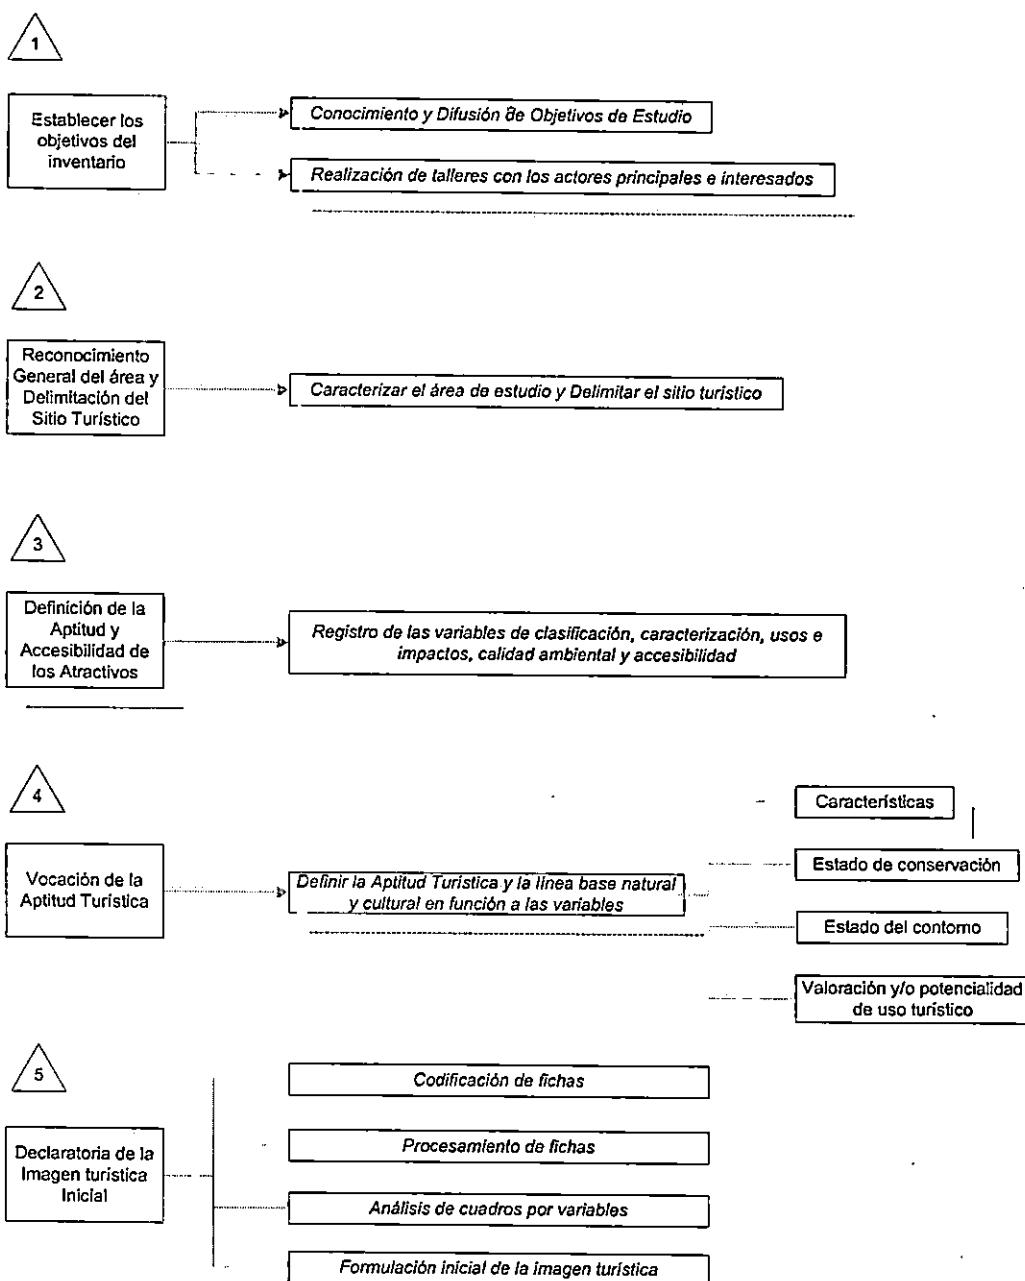 1
Establecer los
objetivos del
inventario
Conocimiento y Difusión de Objetivos de Estudio
Realización de talleres con los actores principales e interesados
2
Reconocimiento
General del área y
Delimitación del
Sitio Turístico
Caracterizar el área de estudio y Delimitar el sitio turístico
3
Definición de la
Aptitud y
Accesibilidad de
los Atractivos
Registro de las variables de clasificación, caracterización, usos e
impactos, calidad ambiental y accesibilidad
4
Vocación de la
Aptitud Turística
Definir la Aptitud Turística y la línea base natural
y cultural en función a las variables
Características
Estado de conservación
Estado del contorno
Valoración y/o potencialidad
de uso turístico
5
Declaratoria de la
Imagen turística
Inicial
Codificación de fichas
Procesamiento de fichas
Análisis de cuadros por variables
Formulación inicial de la imagen turística